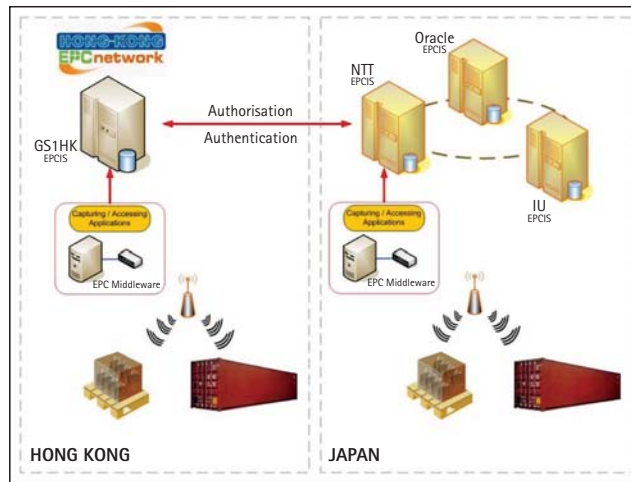 HONG-KONG
EPCnetwork
GS1HK
EPCIS
Authorisation
Authentication
Capturing / Accessing
Applications
EPC Middleware
HONG KONG
Oracle
EPCIS
NTT
EPCIS
IU
EPCIS
Capturing / Accessing
Applications
EPC Middleware
JAPAN